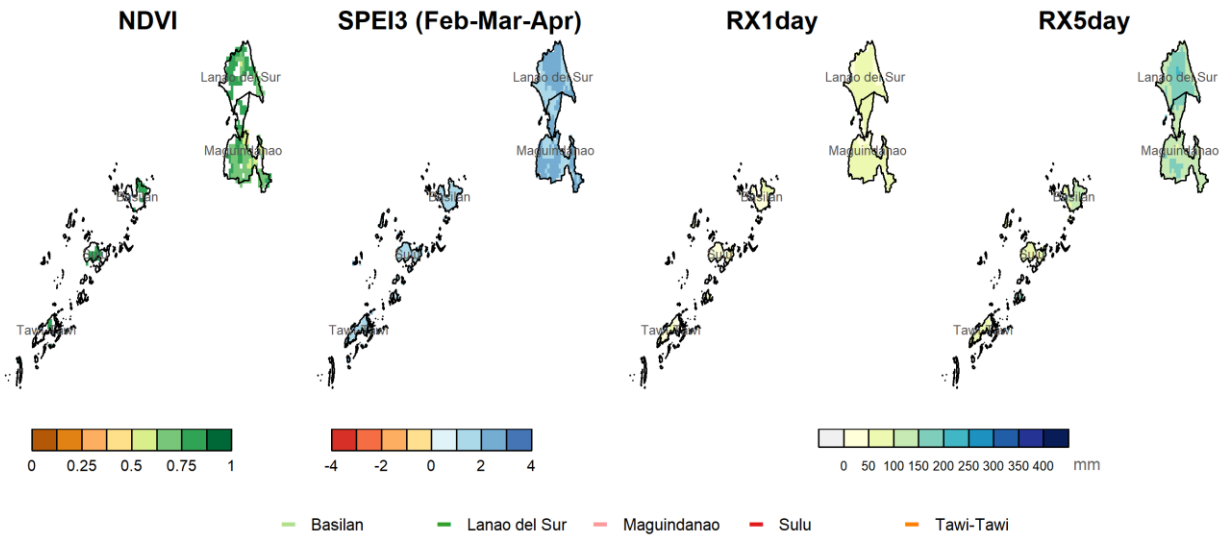 NDVI SPEI3 (Feb-Mar-Apr) RX1day RX5day
Lanao del Sur Lanao del Sur Lanao del Sur Lanao del Sur
Maguindanao Maguindanao Maguindanao Maguindanao
Basilan Basilan Basilan Basilan
Sulu Sulu Sulu Sulu
Tawi-Tawi Tawi-Tawi Tawi-Tawi Tawi-Tawi
0 0.25 0.5 0.75 1 -4 -2 0 2 4 0 50 100 150 200 250 300 350 400 mm
Basilan Lanao del Sur Maguindanao Sulu Tawi-Tawi